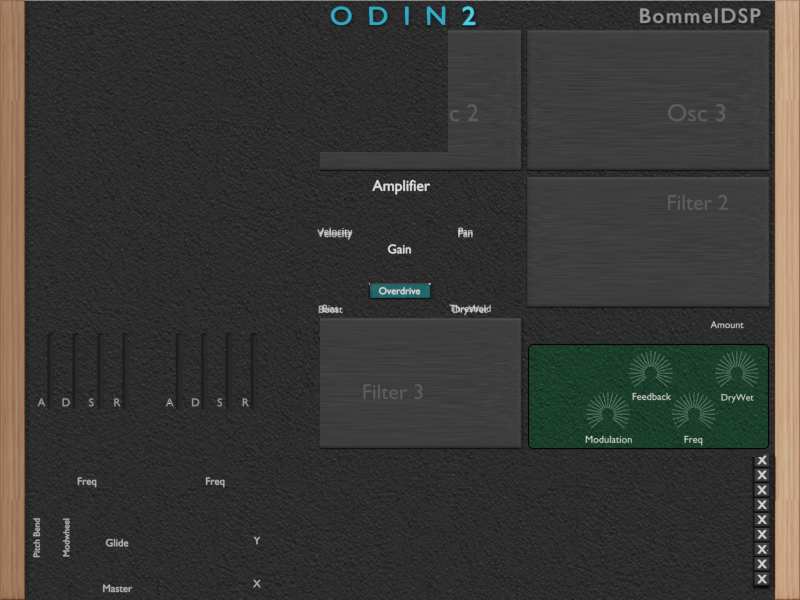 ODIN 2
BommelDSP
c 2
Osc 3
Amplifier
Filter 2
Velocity
Pan
Gain
Overdrive
Boost
DryWet
Amount
Filter 3
Feedback
DryWet
Modulation
Freq
A D S R
A D S R
Freq
Freq
Pitch Bend
Modwheel
Glide
Y
Master
X
X
X
X
X
X
X
X
X
X